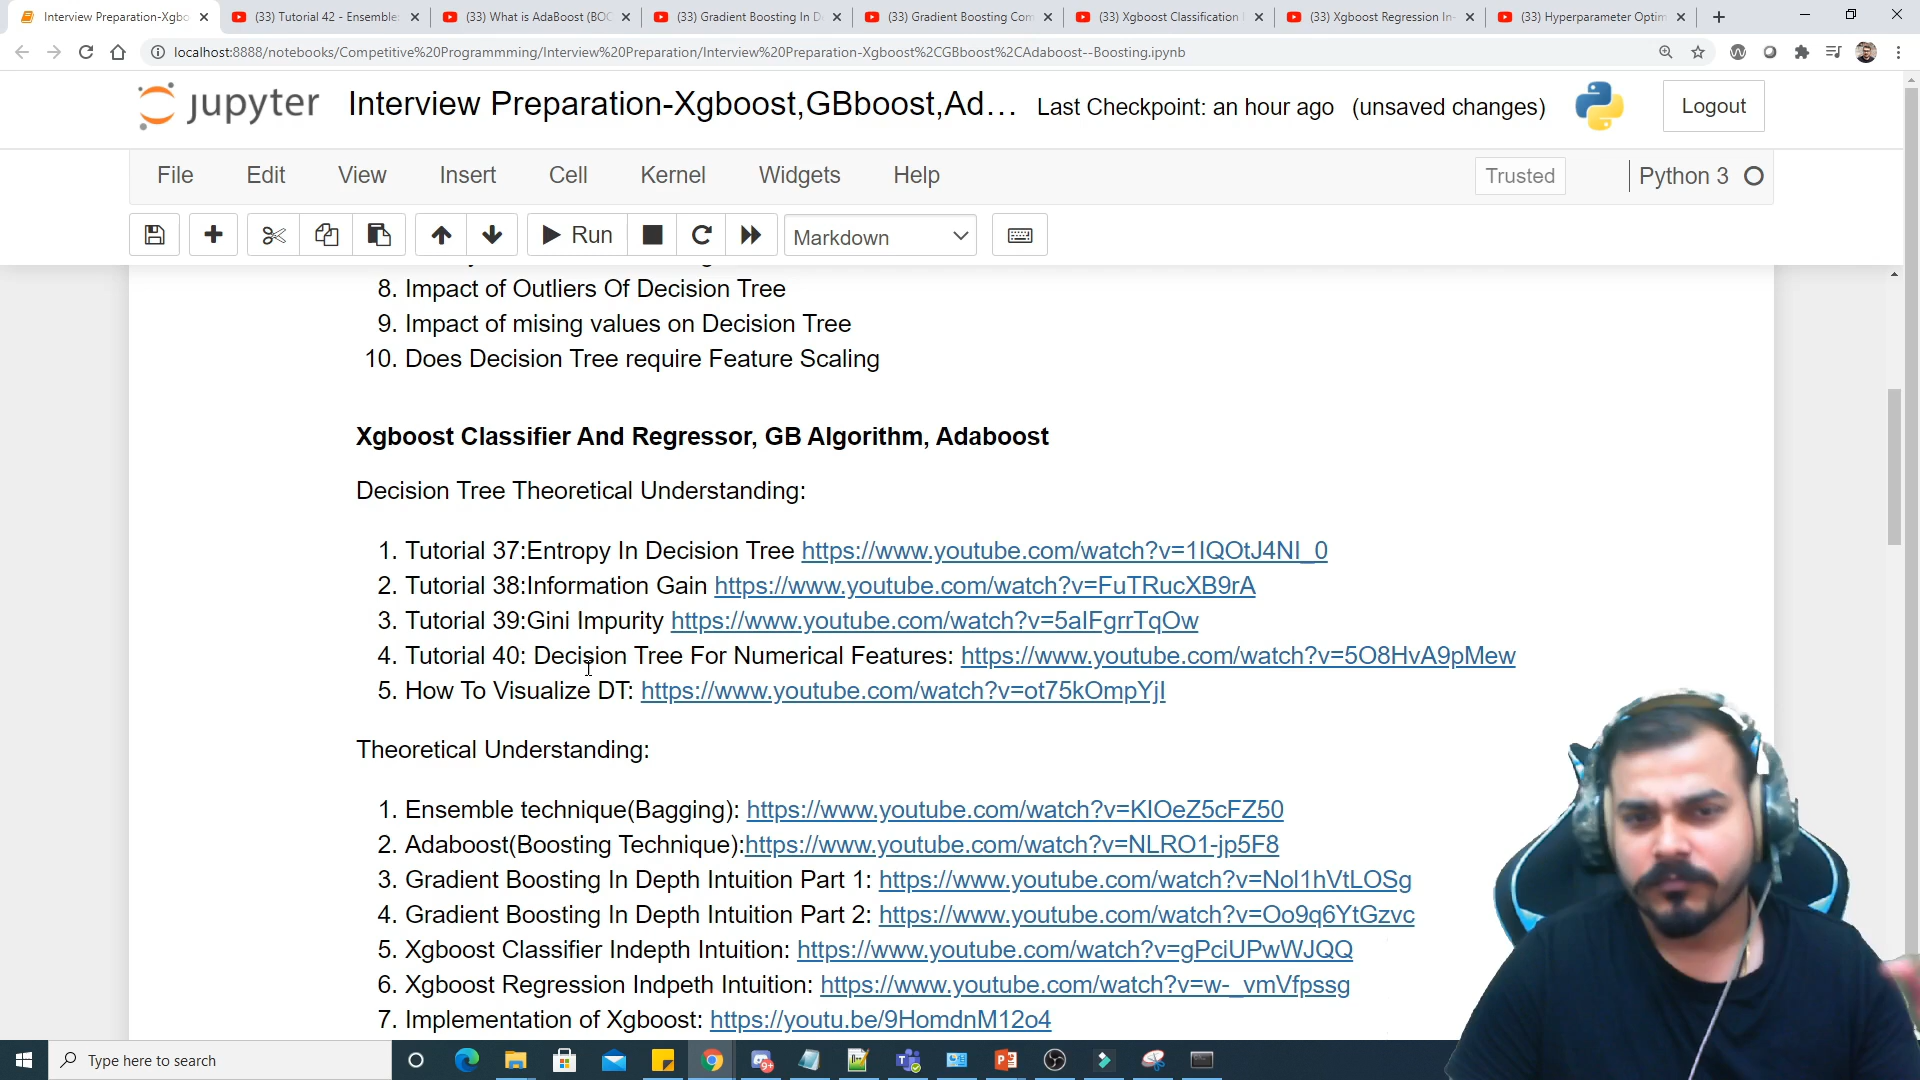 Interview Preparation-Xgbo
(33) Tutorial 42 - Ensemble:
(33) What is AdaBoost (BOC
(33) Gradient Boosting In D
(33) Gradient Boosting Com
(33) Xgboost Classification
(33) Xgboost Regression In-
(33) Hyperparameter Optim
localhost:8888/notebooks/Competitive%20Programmming/Interview%20Preparation/Interview%20Preparation-Xgboost%2CGBboost%2CAdaboost--Boosting.ipynb
jupyter Interview Preparation-Xgboost,GBboost,Ad... Last Checkpoint: an hour ago (unsaved changes)
Logout
File Edit View Insert Cell Kernel Widgets Help
Trusted
Python 3
Run
Markdown
8. Impact of Outliers Of Decision Tree
9. Impact of mising values on Decision Tree
10. Does Decision Tree require Feature Scaling
Xgboost Classifier And Regressor, GB Algorithm, Adaboost
Decision Tree Theoretical Understanding:
1. Tutorial 37:Entropy In Decision Tree https://www.youtube.com/watch?v=1IQOtJ4NI_0
2. Tutorial 38:Information Gain https://www.youtube.com/watch?v=FuTRucXB9rA
3. Tutorial 39:Gini Impurity https://www.youtube.com/watch?v=5aIFgrrTqOw
4. Tutorial 40: Decision Tree For Numerical Features: https://www.youtube.com/watch?v=5O8HvA9pMew
5. How To Visualize DT: https://www.youtube.com/watch?v=ot75kOmpYjI
Theoretical Understanding:
1. Ensemble technique(Bagging): https://www.youtube.com/watch?v=KIOeZ5cFZ50
2. Adaboost(Boosting Technique):https://www.youtube.com/watch?v=NLRO1-jp5F8
3. Gradient Boosting In Depth Intuition Part 1: https://www.youtube.com/watch?v=Nol1hVtLOSg
4. Gradient Boosting In Depth Intuition Part 2: https://www.youtube.com/watch?v=Oo9q6YtGzvc
5. Xgboost Classifier Indepth Intuition: https://www.youtube.com/watch?v=gPciUPwWJQQ
6. Xgboost Regression Indpeth Intuition: https://www.youtube.com/watch?v=w-_vmVfpssg
7. Implementation of Xgboost: https://youtu.be/9HomdnM12o4
Type here to search